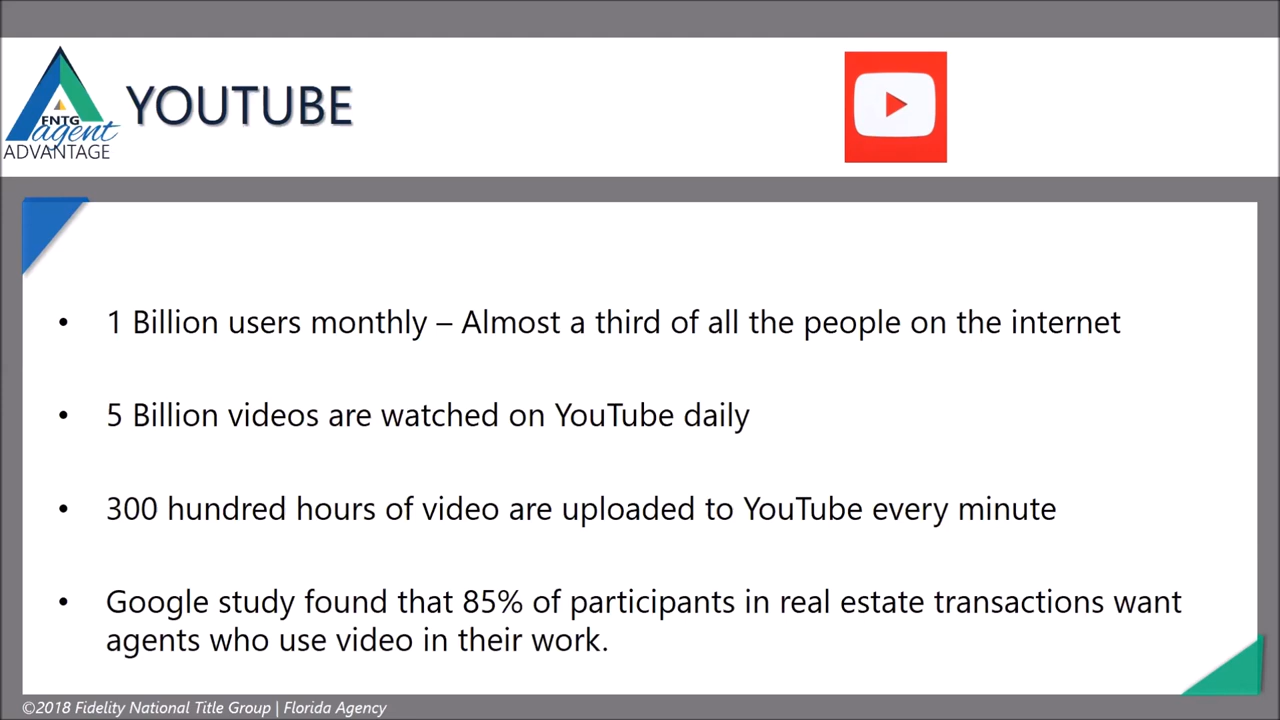 FNTG
agent
ADVANTAGE
YOUTUBE
• 1 Billion users monthly – Almost a third of all the people on the internet
• 5 Billion videos are watched on YouTube daily
• 300 hundred hours of video are uploaded to YouTube every minute
• Google study found that 85% of participants in real estate transactions want
agents who use video in their work.
©2018 Fidelity National Title Group | Florida Agency